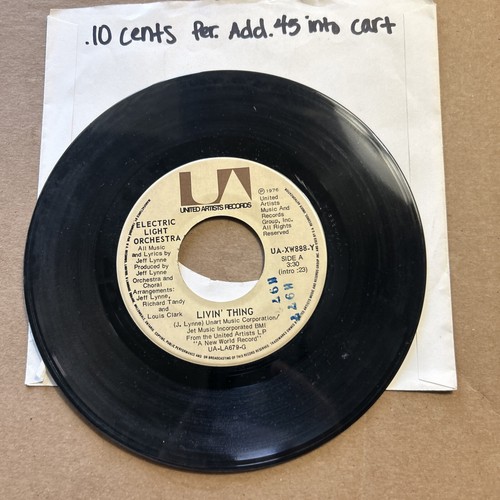 .10 cents Per. Add .45 into cart
UA
UNITED ARTISTS RECORDS
ELECTRIC
LIGHT
ORCHESTRA
All Music
and Lyrics by
Jeff Lynne
Produced by
Jeff Lynne
Orchestra and
Choral
Arrangements:
Jeff Lynne,
Richard Tandy
and
Louis Clark
℗ 1976
United
Artists
Music And
Records
Group, Inc.
All Rights
Reserved
UA-XW888-Y
SIDE A
3:30
(intro :23)
LIVIN' THING
(J. Lynne) Unart Music Corporation/
Jet Music Incorporated BMI
From the United Artists LP
"A New World Record"
UA-LA679-G